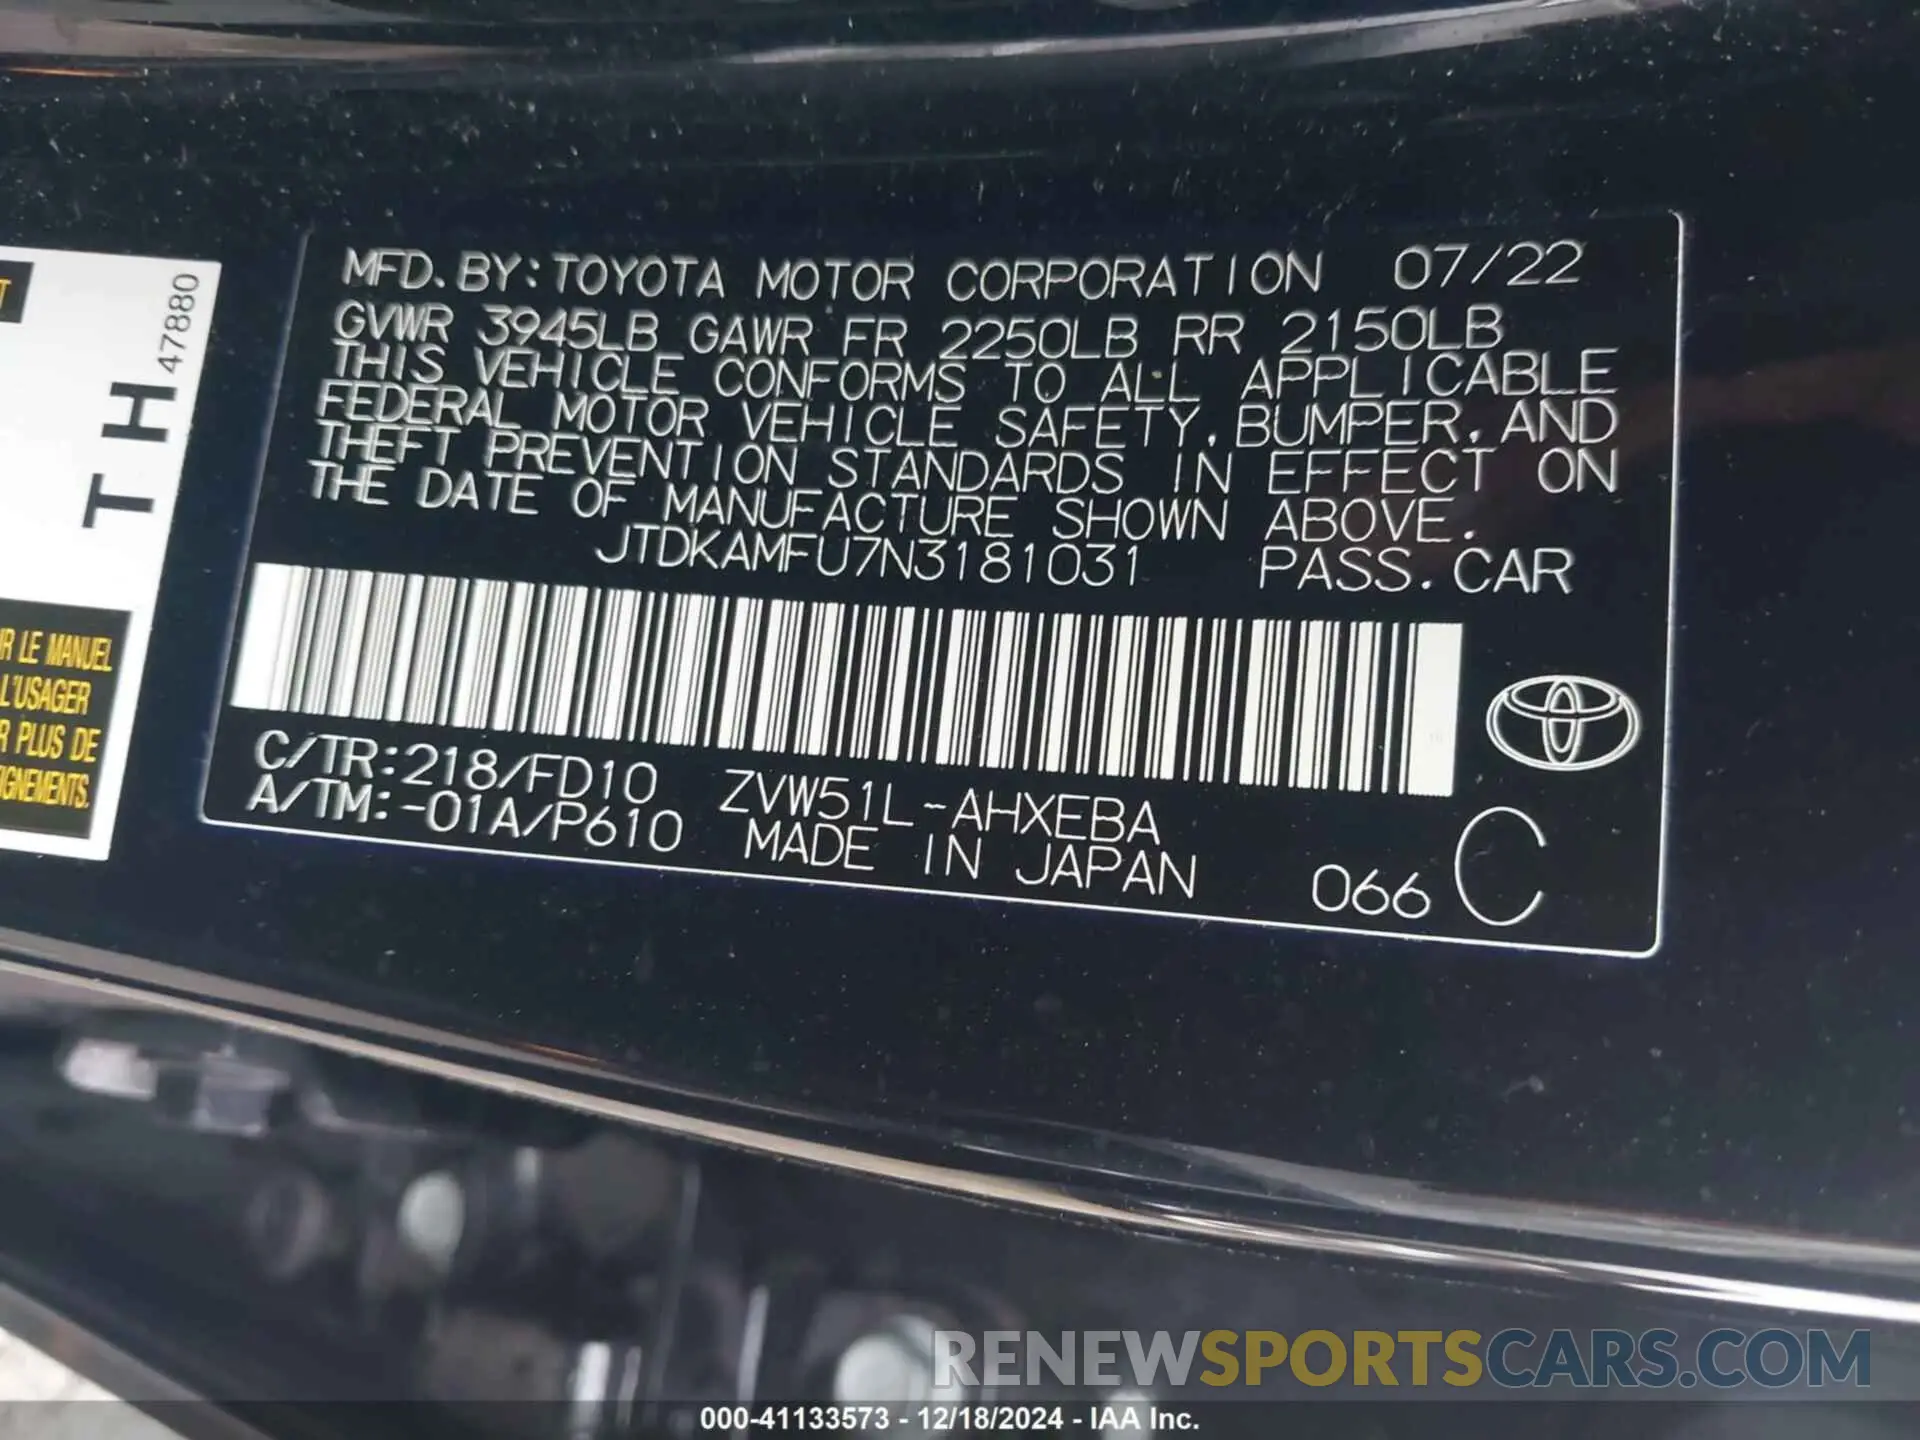 MFD. BY: TOYOTA MOTOR CORPORATION 07/22
GVWR 3945LB GAWR FR 2250LB RR 2150LB
THIS VEHICLE CONFORMS TO ALL APPLICABLE
FEDERAL MOTOR VEHICLE SAFETY, BUMPER, AND
THEFT PREVENTION STANDARDS IN EFFECT ON
THE DATE OF MANUFACTURE SHOWN ABOVE.
JTDKAMFU7N3181031 PASS. CAR
C/TR: 218/FD10 ZVW51L-AHXEBA
A/TM: -01A/P610 MADE IN JAPAN
066 C
T H 47880
R LE MANUEL
L'USAGER
R PLUS DE
IGNEMENTS.
RENEWSPORTSCARS.COM
000-41133573 - 12/18/2024 - IAA Inc.